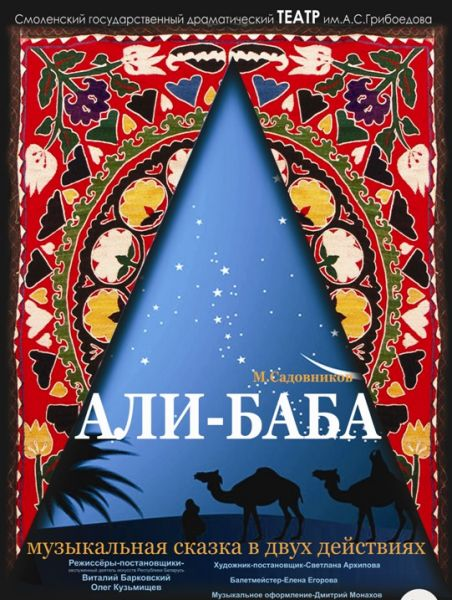 Смоленский государственный драматический ТЕАТР им.А.С.Грибоедова
М.Садовников
АЛИ-БАБА
музыкальная сказка в двух действиях
Режиссёры-постановщики-
заслуженный деятель искусств Республики Беларусь
Виталий Барковский
Олег Кузьмищев
Художник-постановщик-Светлана Архипова
Балетмейстер-Елена Егорова
Музыкальное оформление-Дмитрий Монахов